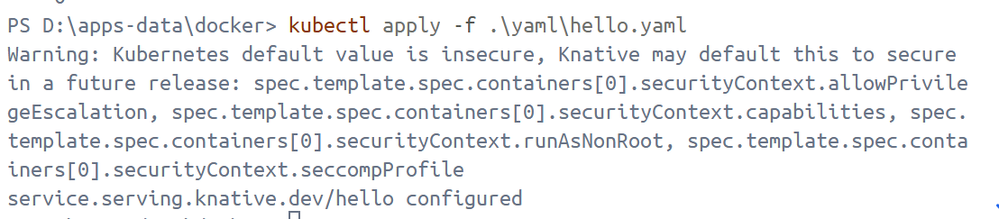 PS D:\apps-data\docker> kubectl apply -f .\yaml\hello.yaml
Warning: Kubernetes default value is insecure, Knative may default this to secure
in a future release: spec.template.spec.containers[0].securityContext.allowPrivile
geEscalation, spec.template.spec.containers[0].securityContext.capabilities, spec.
template.spec.containers[0].securityContext.runAsNonRoot, spec.template.spec.conta
iners[0].securityContext.seccompProfile
service.serving.knative.dev/hello configured